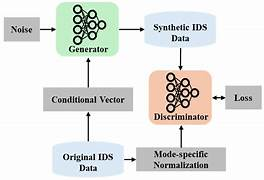 Noise
Generator
Synthetic IDS
Data
Conditional Vector
Discriminator
Loss
Original IDS
Data
Mode-specific
Normalization